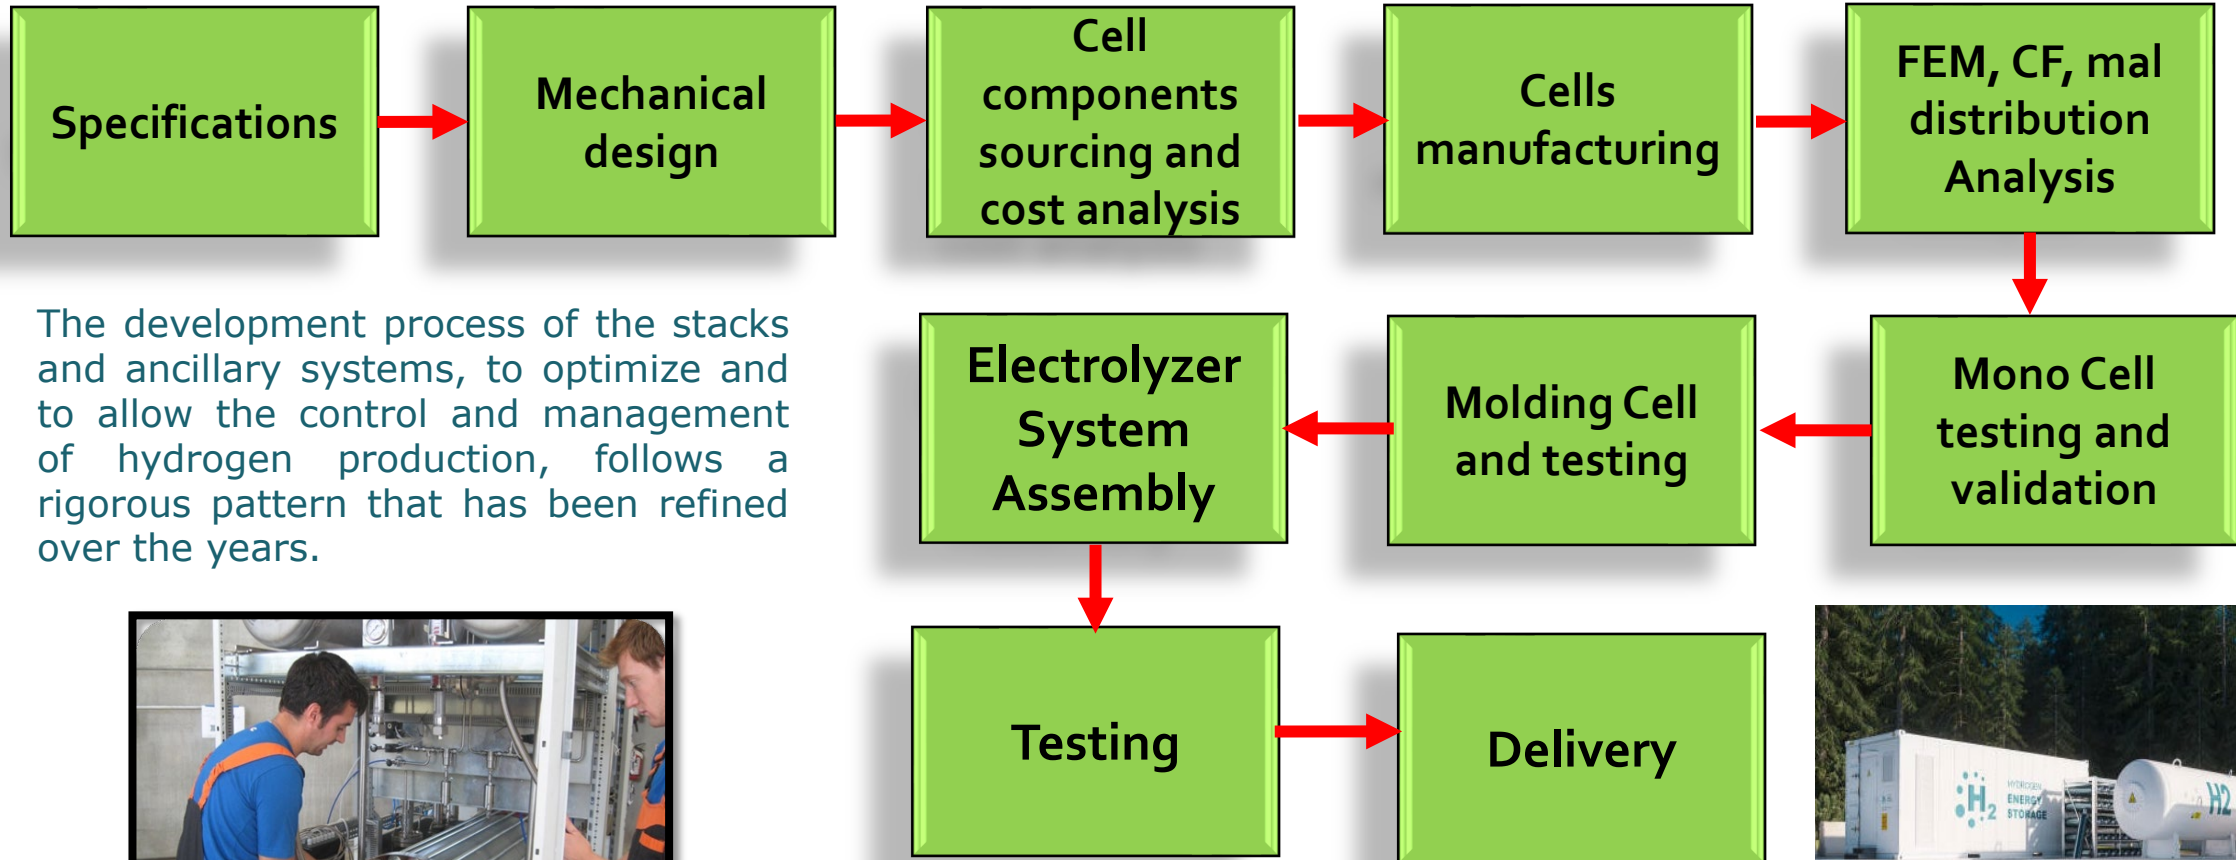 Specifications
Mechanical
design
Cell
components
sourcing and
cost analysis
Cells
manufacturing
FEM, CF, mal
distribution
Analysis
The development process of the stacks
and ancillary systems, to optimize and
to allow the control and management
of hydrogen production, follows a
rigorous pattern that has been refined
over the years.
Mono Cell
testing and
validation
Molding Cell
and testing
Electrolyzer
System
Assembly
Testing
Delivery
H2
HYDROGEN
ENERGY
STORAGE
H2